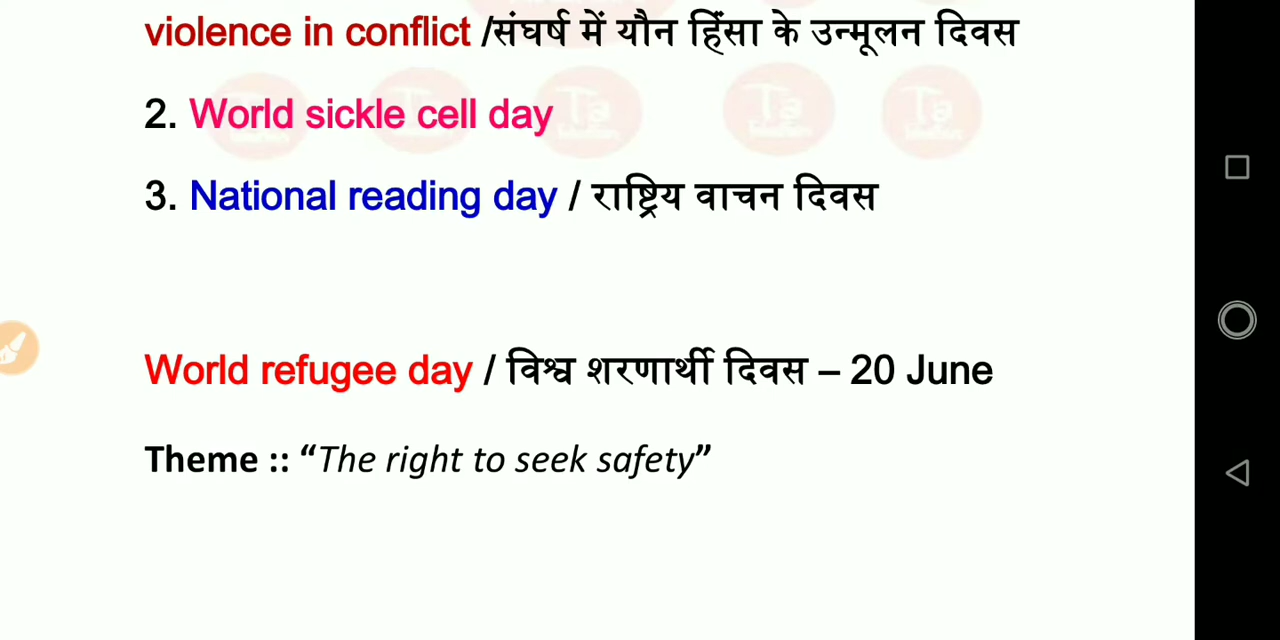 violence in conflict /संघर्ष में यौन हिंसा के उन्मूलन दिवस
2. World sickle cell day
3. National reading day / राष्ट्रिय वाचन दिवस
World refugee day / विश्व शरणार्थी दिवस – 20 June
Theme :: “The right to seek safety”